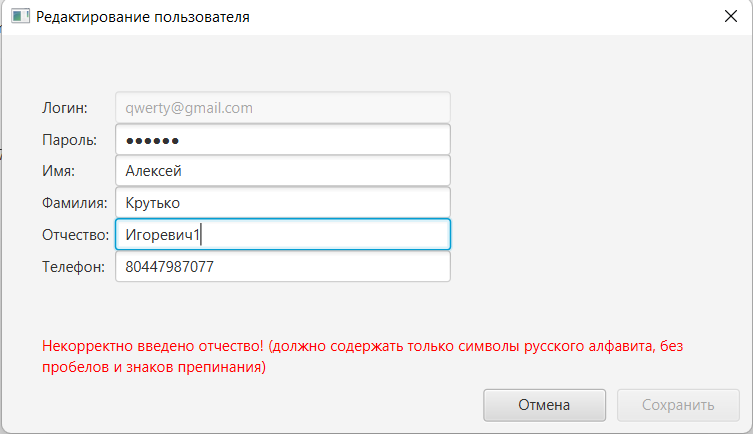 Редактирование пользователя
Логин: qwerty@gmail.com
Пароль: ●●●●●●
Имя: Алексей
Фамилия: Крутько
Отчество: Игоревич1
Телефон: 80447987077
Некорректно введено отчество! (должно содержать только символы русского алфавита, без
пробелов и знаков препинания)
Отмена Сохранить